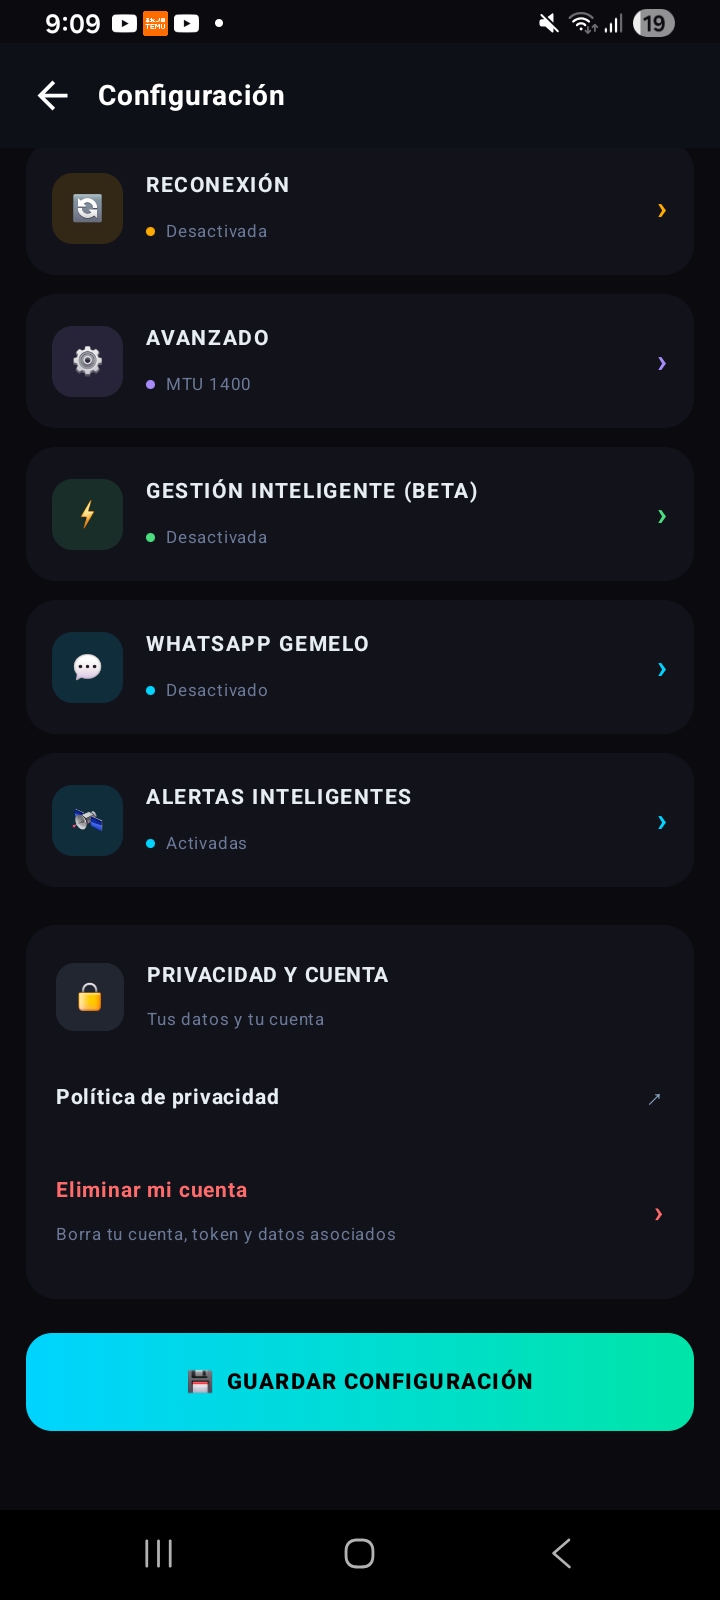 9:09
TEMU
19
Configuración
RECONEXIÓN
Desactivada
AVANZADO
MTU 1400
GESTIÓN INTELIGENTE (BETA)
Desactivada
WHATSAPP GEMELO
Desactivado
ALERTAS INTELIGENTES
Activadas
PRIVACIDAD Y CUENTA
Tus datos y tu cuenta
Política de privacidad
Eliminar mi cuenta
Borra tu cuenta, token y datos asociados
GUARDAR CONFIGURACIÓN